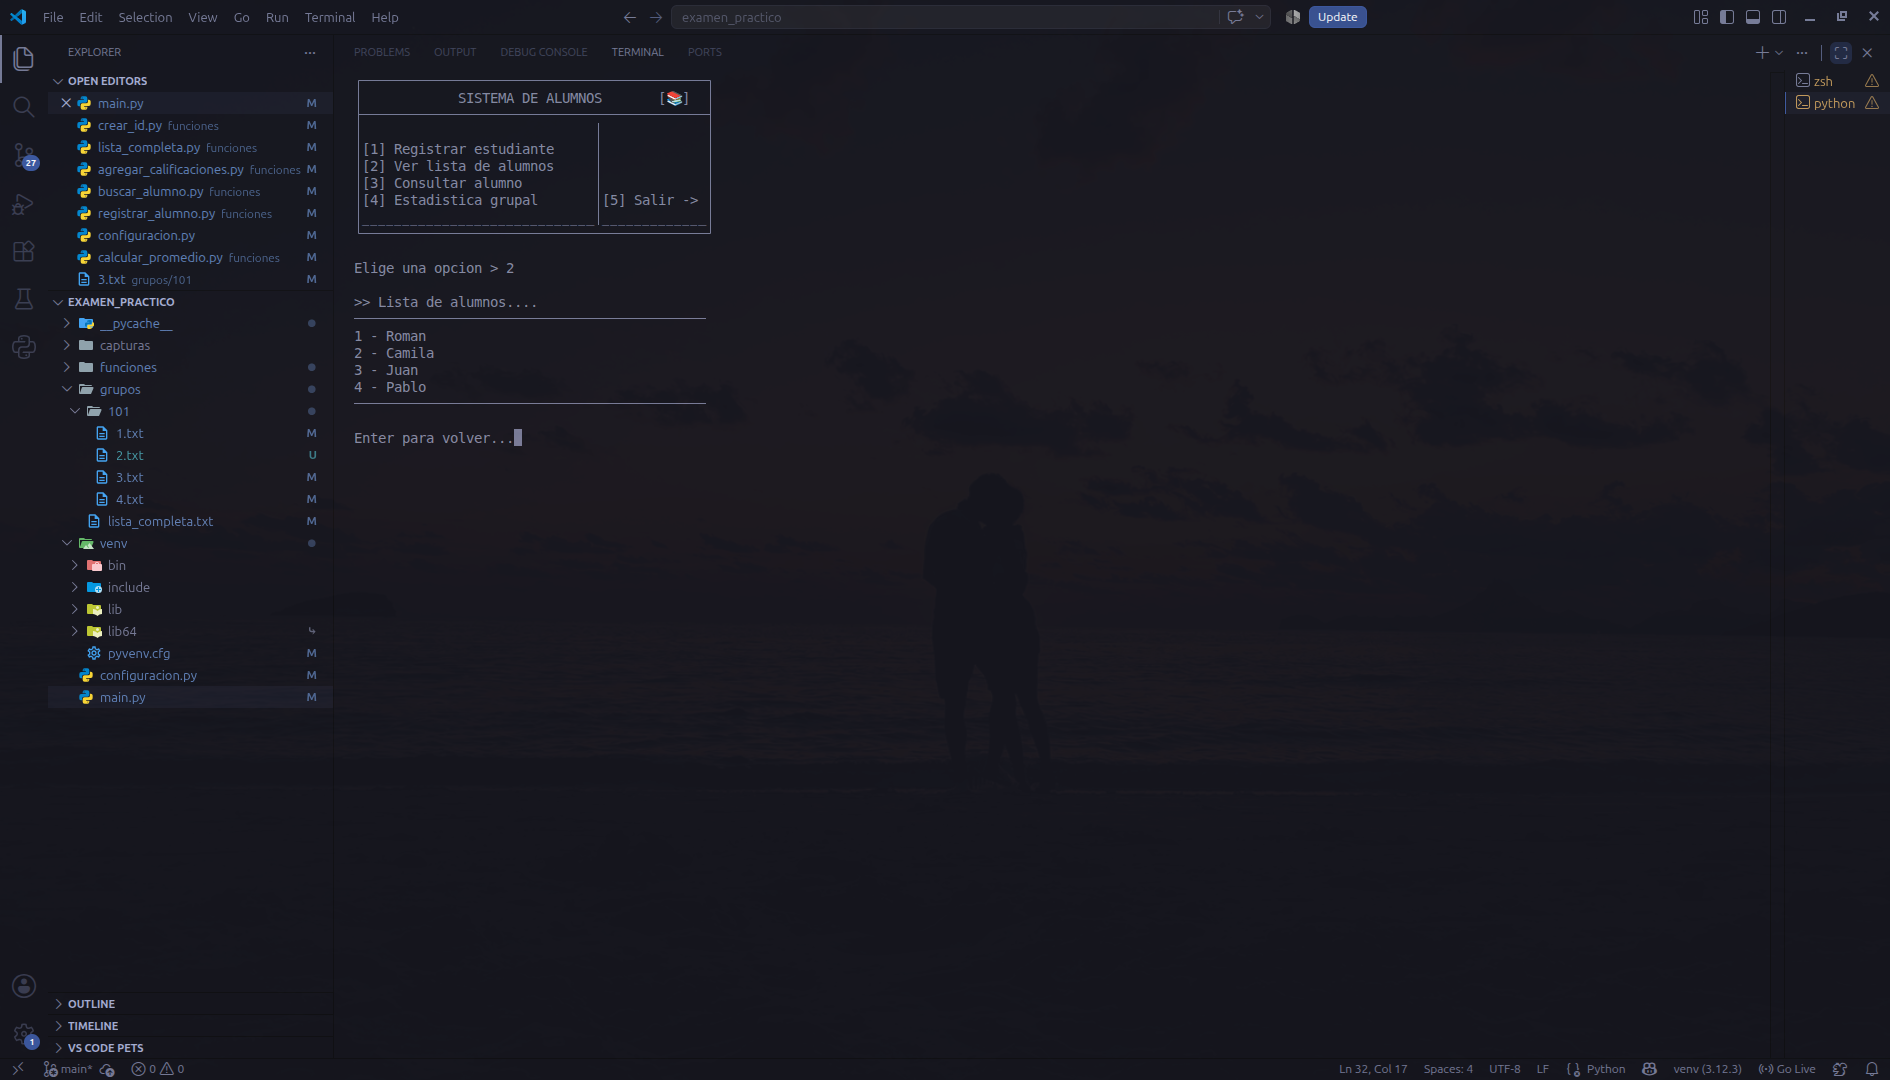 File Edit Selection View Go Run Terminal Help
examen_practico
Update
EXPLORER
OPEN EDITORS
main.py M
crear_id.py funciones M
lista_completa.py funciones M
agregar_calificaciones.py funciones M
buscar_alumno.py funciones M
registrar_alumno.py funciones M
configuracion.py M
calcular_promedio.py funciones M
3.txt grupos/101 M
EXAMEN_PRACTICO
__pycache__
capturas
funciones
grupos
101
1.txt M
2.txt U
3.txt M
4.txt M
lista_completa.txt M
venv
bin
include
lib
lib64
pyvenv.cfg M
configuracion.py M
main.py M
OUTLINE
TIMELINE
VS CODE PETS
27
1
PROBLEMS OUTPUT DEBUG CONSOLE TERMINAL PORTS
SISTEMA DE ALUMNOS [📚]
[1] Registrar estudiante
[2] Ver lista de alumnos
[3] Consultar alumno
[4] Estadistica grupal [5] Salir ->
Elige una opcion > 2
>> Lista de alumnos....
1 - Roman
2 - Camila
3 - Juan
4 - Pablo
Enter para volver...
zsh
python
main* 0 0
Ln 32, Col 17 Spaces: 4 UTF-8 LF { } Python venv (3.12.3) Go Live